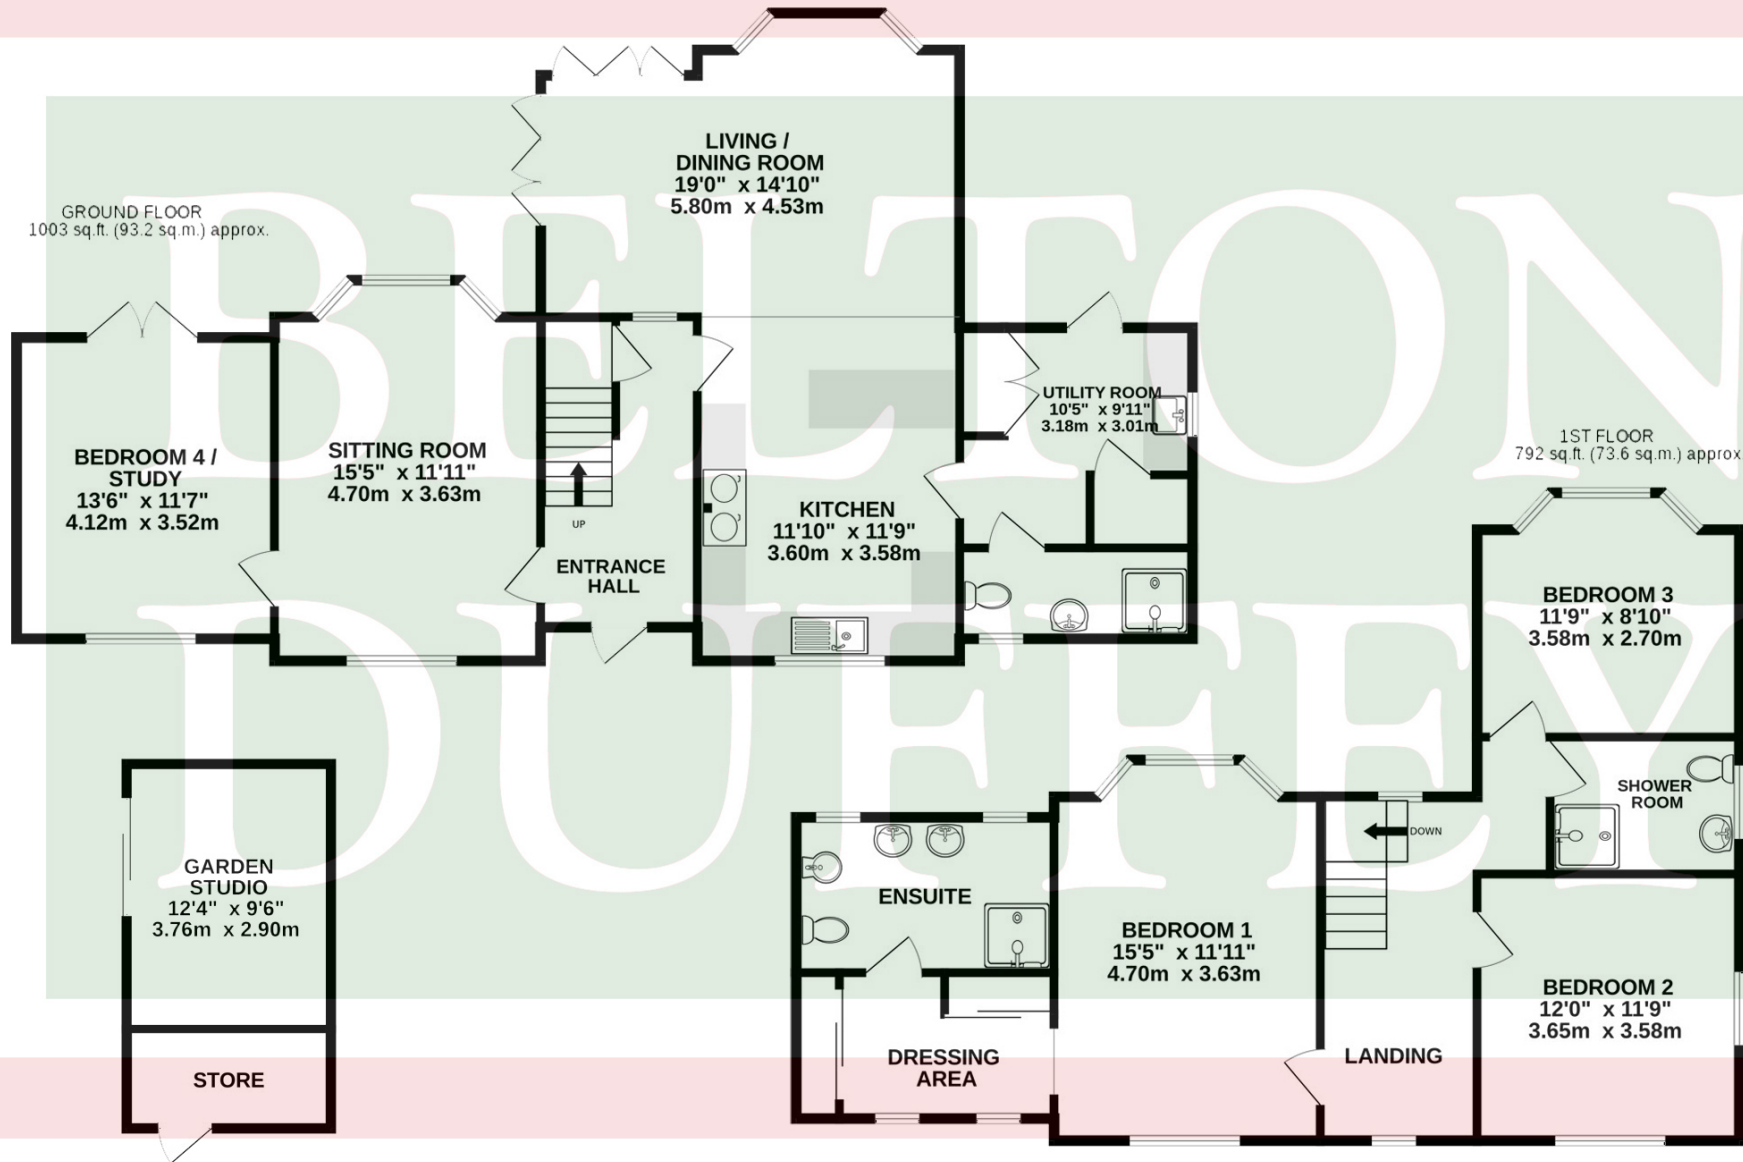 BELTON
DUFFEY
GROUND FLOOR
1003 sq.ft. (93.2 sq.m.) approx.
LIVING /
DINING ROOM
19'0" x 14'10"
5.80m x 4.53m
BEDROOM 4 /
STUDY
13'6" x 11'7"
4.12m x 3.52m
SITTING ROOM
15'5" x 11'11"
4.70m x 3.63m
UP
ENTRANCE
HALL
KITCHEN
11'10" x 11'9"
3.60m x 3.58m
UTILITY ROOM
10'5" x 9'11"
3.18m x 3.01m
GARDEN
STUDIO
12'4" x 9'6"
3.76m x 2.90m
STORE
1ST FLOOR
792 sq.ft. (73.6 sq.m.) approx
BEDROOM 3
11'9" x 8'10"
3.58m x 2.70m
SHOWER
ROOM
DOWN
ENSUITE
BEDROOM 1
15'5" x 11'11"
4.70m x 3.63m
BEDROOM 2
12'0" x 11'9"
3.65m x 3.58m
DRESSING
AREA
LANDING